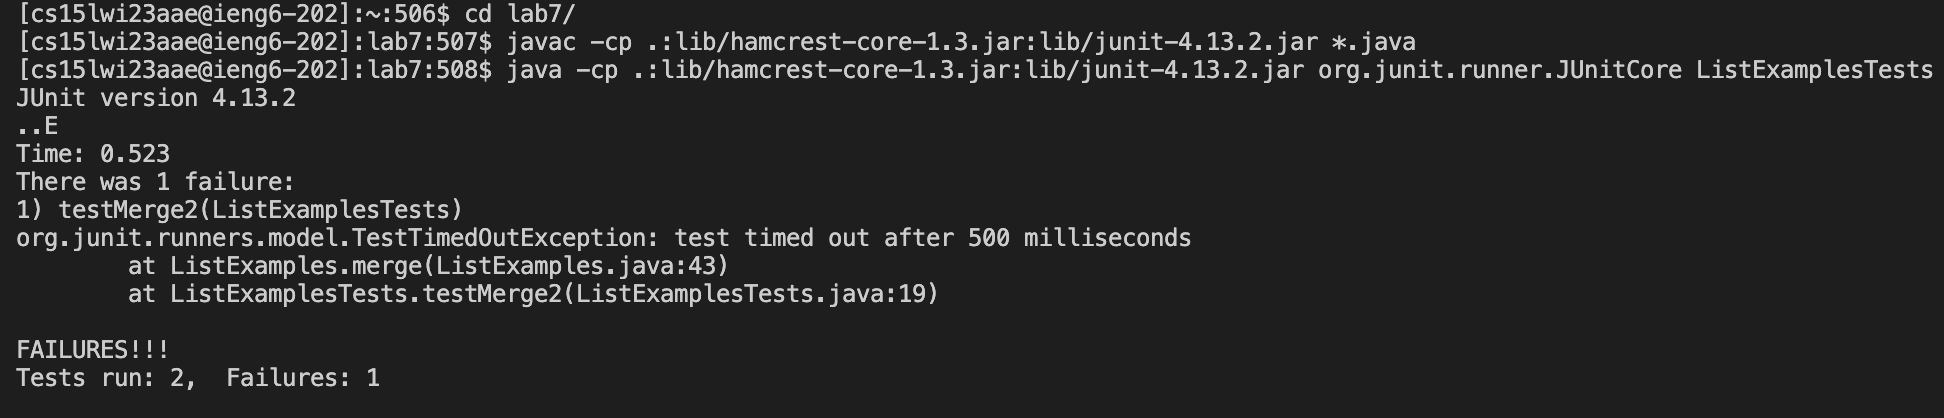 [cs15lwi23aae@ieng6-202]:~:506$ cd lab7/
[cs15lwi23aae@ieng6-202]:lab7:507$ javac -cp .:lib/hamcrest-core-1.3.jar:lib/junit-4.13.2.jar *.java
[cs15lwi23aae@ieng6-202]:lab7:508$ java -cp .:lib/hamcrest-core-1.3.jar:lib/junit-4.13.2.jar org.junit.runner.JUnitCore ListExamplesTests
JUnit version 4.13.2
..E
Time: 0.523
There was 1 failure:
1) testMerge2(ListExamplesTests)
org.junit.runners.model.TestTimedOutException: test timed out after 500 milliseconds
        at ListExamples.merge(ListExamples.java:43)
        at ListExamplesTests.testMerge2(ListExamplesTests.java:19)

FAILURES!!!
Tests run: 2,  Failures: 1